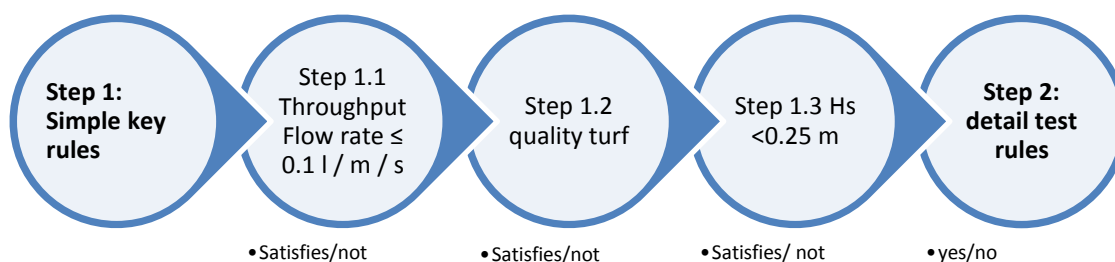 Step 1:
Simple key
rules
Step 1.1
Throughput
Flow rate ≤
0.1 l / m / s
Step 1.2
quality turf
Step 1.3 Hs
<0.25 m
Step 2:
detail test
rules
•Satisfies/not
•Satisfies/not
•Satisfies/ not
•yes/no